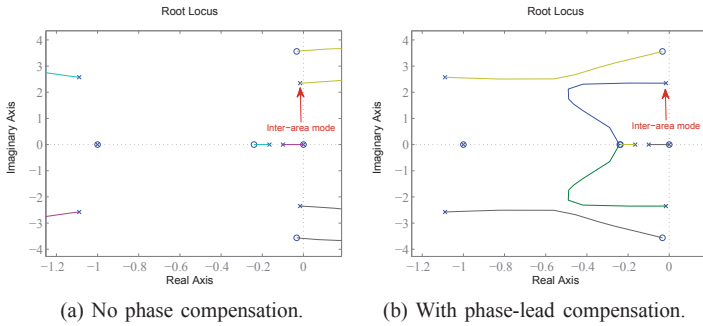 Root Locus
4
3
2
1
0
−1
−2
−3
−4
Imaginary Axis
Inter−area mode
−1.2 −1 −0.8 −0.6 −0.4 −0.2 0
Real Axis
(a) No phase compensation.
Root Locus
4
3
2
1
0
−1
−2
−3
−4
Imaginary Axis
Inter−area mode
−1.2 −1 −0.8 −0.6 −0.4 −0.2 0
Real Axis
(b) With phase-lead compensation.